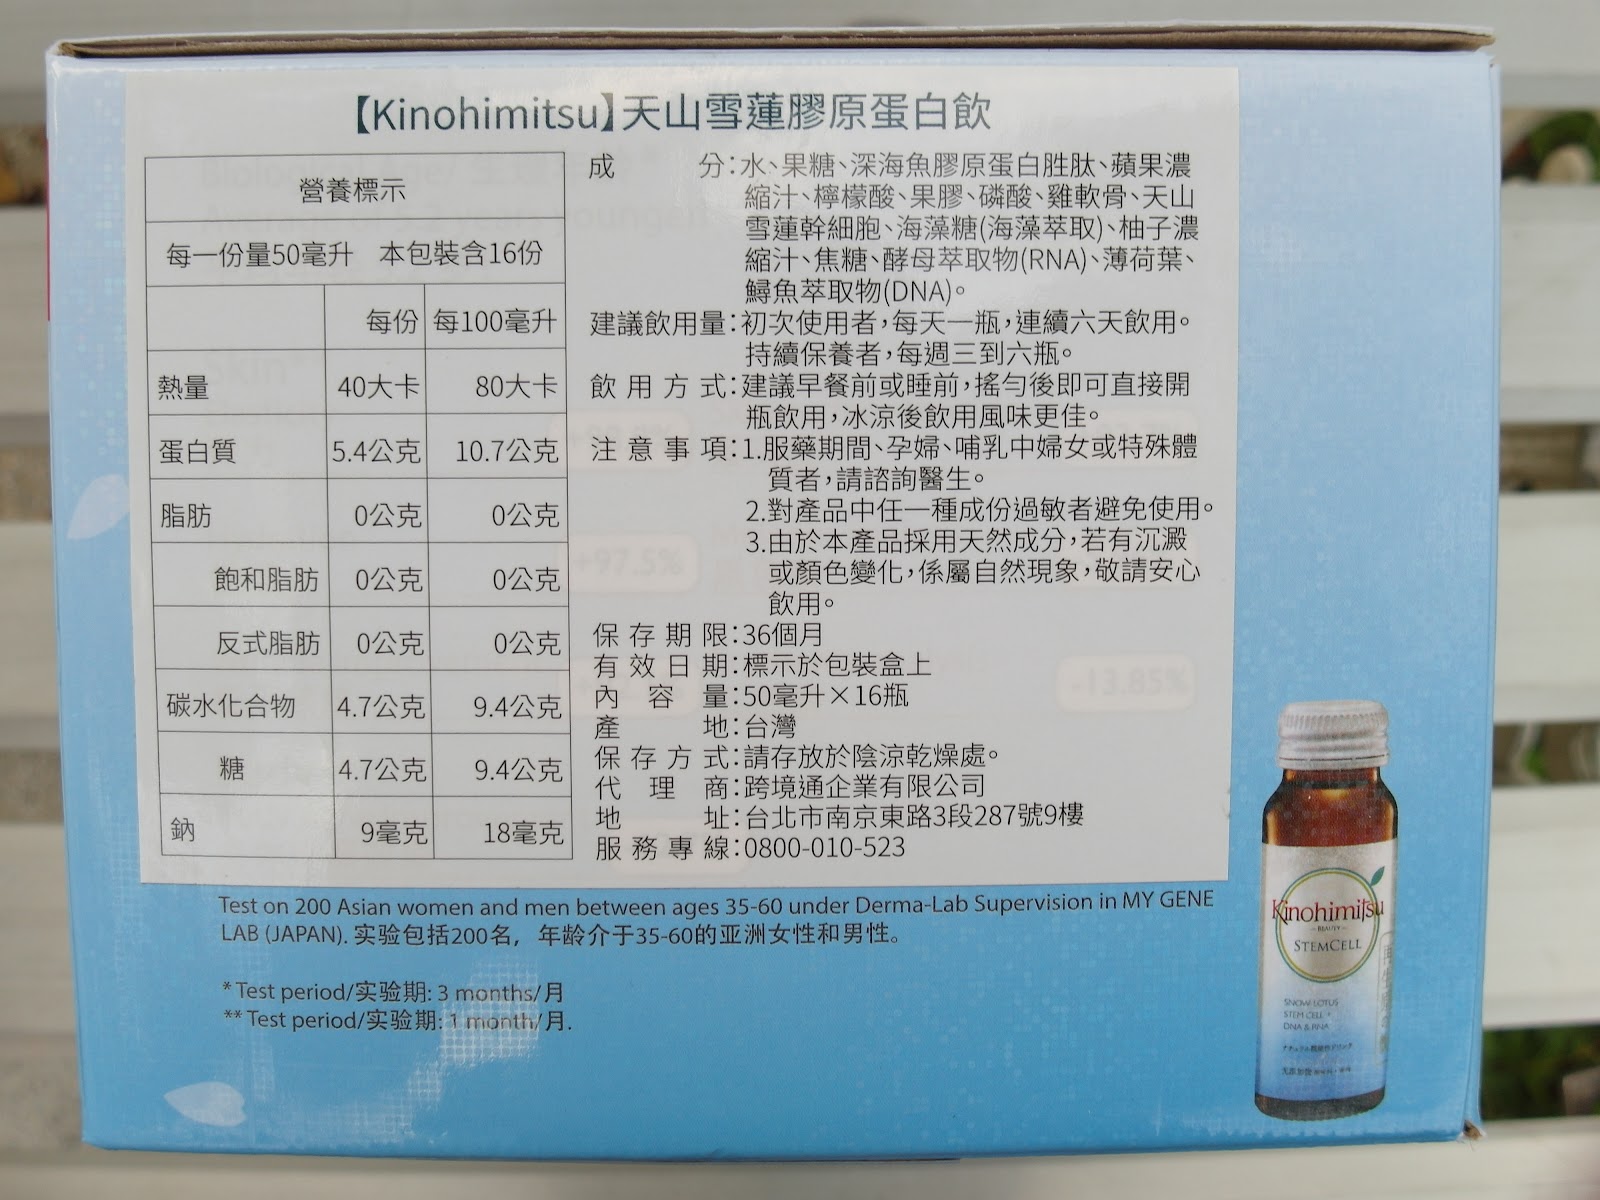 【Kinohimitsu】天山雪蓮膠原蛋白飲
營養標示
每一份量50毫升 本包裝含16份
每份 每100毫升
熱量 40大卡 80大卡
蛋白質 5.4公克 10.7公克
脂肪 0公克 0公克
飽和脂肪 0公克 0公克
反式脂肪 0公克 0公克
碳水化合物 4.7公克 9.4公克
糖 4.7公克 9.4公克
鈉 9毫克 18毫克
成分:水、果糖、深海魚膠原蛋白胜肽、蘋果濃
縮汁、檸檬酸、果膠、磷酸、雞軟骨、天山
雪蓮幹細胞、海藻糖(海藻萃取)、柚子濃
縮汁、焦糖、酵母萃取物(RNA)、薄荷葉、
鱘魚萃取物(DNA)。
建議飲用量:初次使用者,每天一瓶,連續六天飲用。
持續保養者,每週三到六瓶。
飲用方式:建議早餐前或睡前,搖勻後即可直接開
瓶飲用,冰涼後飲用風味更佳。
注意事項:1.服藥期間、孕婦、哺乳中婦女或特殊體
質者,請諮詢醫生。
2.對產品中任一種成份過敏者避免使用。
3.由於本產品採用天然成分,若有沉澱
或顏色變化,係屬自然現象,敬請安心
飲用。
保存期限:36個月
有效日期:標示於包裝盒上
內容量:50毫升×16瓶
產地:台灣
保存方式:請存放於陰涼乾燥處。
代理商:跨境通企業有限公司
地址:台北市南京東路3段287號9樓
服務專線:0800-010-523
+97.5%
-13.85%
Test on 200 Asian women and men between ages 35-60 under Derma-Lab Supervision in MY GENE
LAB (JAPAN). 实验包括200名，年龄介于35-60的亚洲女性和男性。
* Test period/实验期: 3 months/月
** Test period/实验期: 1 month/月.
Kinohimitsu
BEAUTY
STEMCELL
SNOW LOTUS
STEM CELL +
DNA & RNA